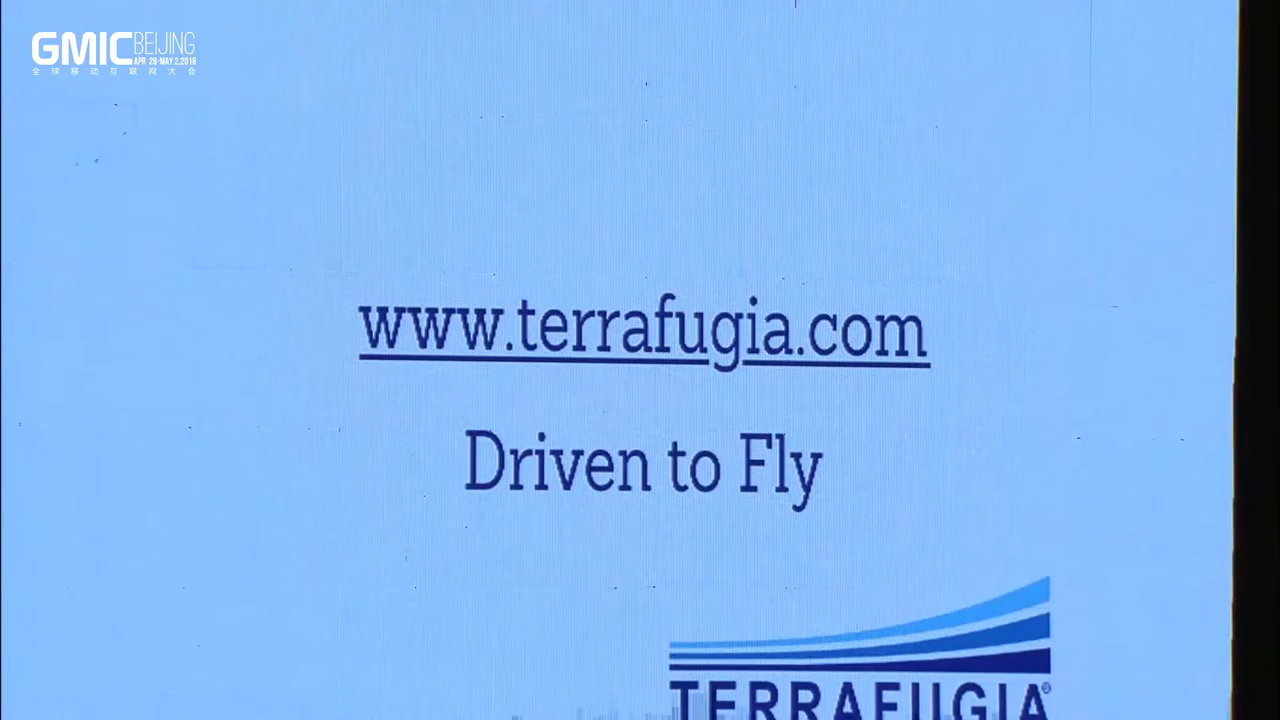 GMIC BEIJING
APR 28-MAY 2.2016
全球移动互联网大会
www.terrafugia.com
Driven to Fly
TERRAFUGIA®